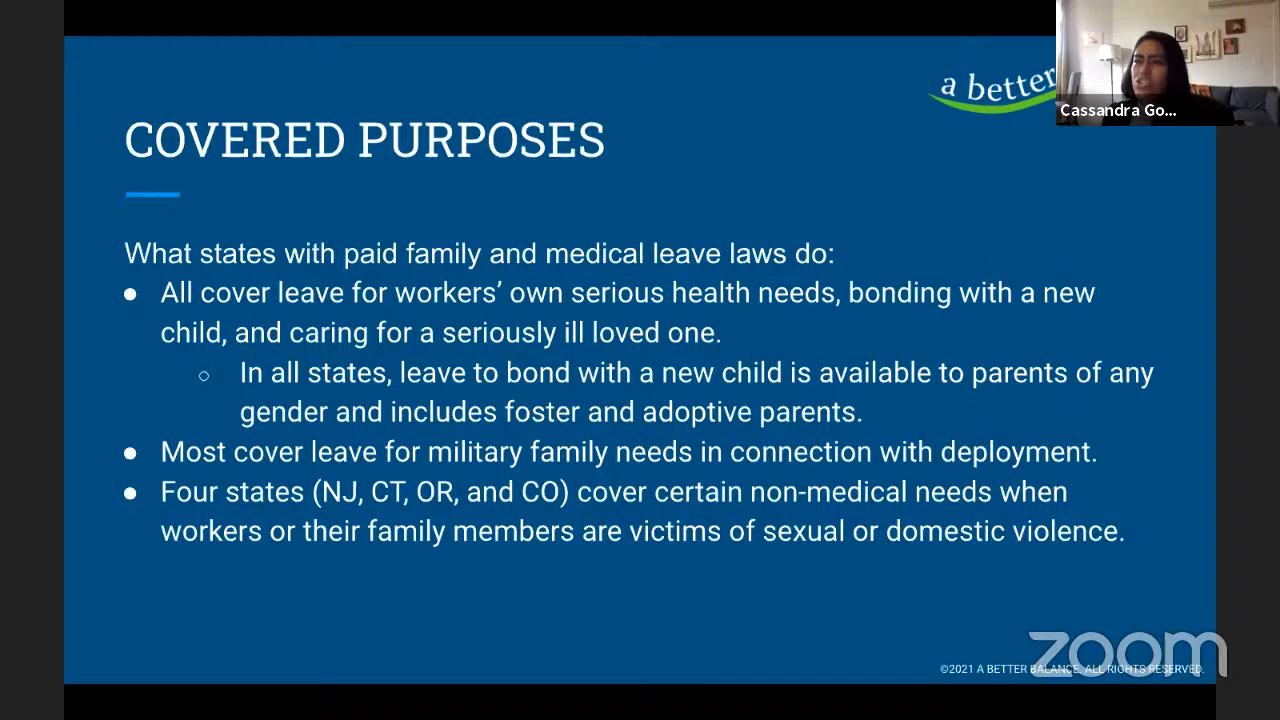 a better
Cassandra Go...
COVERED PURPOSES
What states with paid family and medical leave laws do:
● All cover leave for workers’ own serious health needs, bonding with a new
child, and caring for a seriously ill loved one.
○ In all states, leave to bond with a new child is available to parents of any
gender and includes foster and adoptive parents.
● Most cover leave for military family needs in connection with deployment.
● Four states (NJ, CT, OR, and CO) cover certain non-medical needs when
workers or their family members are victims of sexual or domestic violence.
zoom
©2021 A BETTER BALANCE. ALL RIGHTS RESERVED.